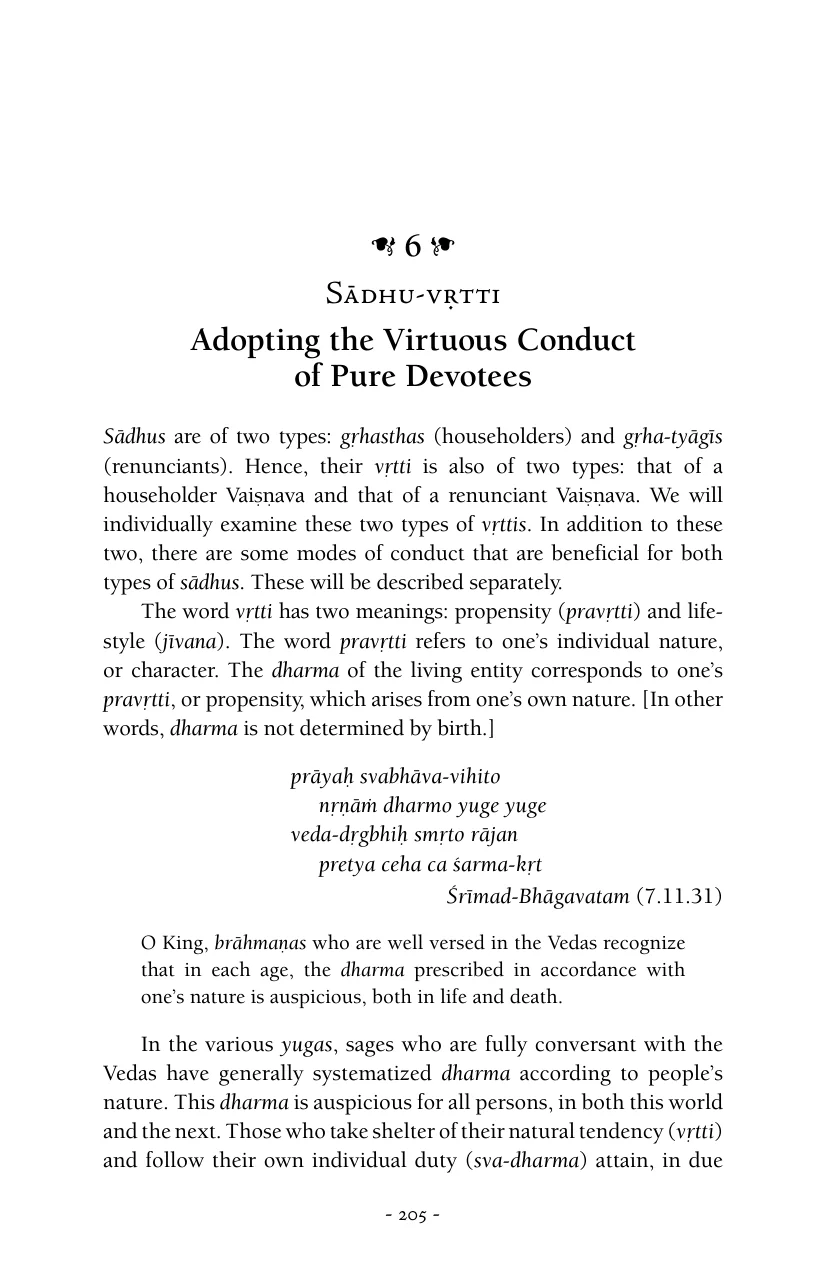 6
Sādhu-vṛtti
Adopting the Virtuous Conduct
of Pure Devotees
Sādhus are of two types: gṛhasthas (householders) and gṛha-tyāgīs
(renunciants). Hence, their vṛtti is also of two types: that of a
householder Vaiṣṇava and that of a renunciant Vaiṣṇava. We will
individually examine these two types of vṛttis. In addition to these
two, there are some modes of conduct that are beneficial for both
types of sādhus. These will be described separately.
The word vṛtti has two meanings: propensity (pravṛtti) and life-
style (jīvana). The word pravṛtti refers to one’s individual nature,
or character. The dharma of the living entity corresponds to one’s
pravṛtti, or propensity, which arises from one’s own nature. [In other
words, dharma is not determined by birth.]
prāyaḥ svabhāva-vihito
nṛṇāṁ dharmo yuge yuge
veda-dṛgbhiḥ smṛto rājan
pretya ceha ca śarma-kṛt
Śrīmad-Bhāgavatam (7.11.31)
O King, brāhmaṇas who are well versed in the Vedas recognize
that in each age, the dharma prescribed in accordance with
one’s nature is auspicious, both in life and death.
In the various yugas, sages who are fully conversant with the
Vedas have generally systematized dharma according to people’s
nature. This dharma is auspicious for all persons, in both this world
and the next. Those who take shelter of their natural tendency (vṛtti)
and follow their own individual duty (sva-dharma) attain, in due
- 205 -